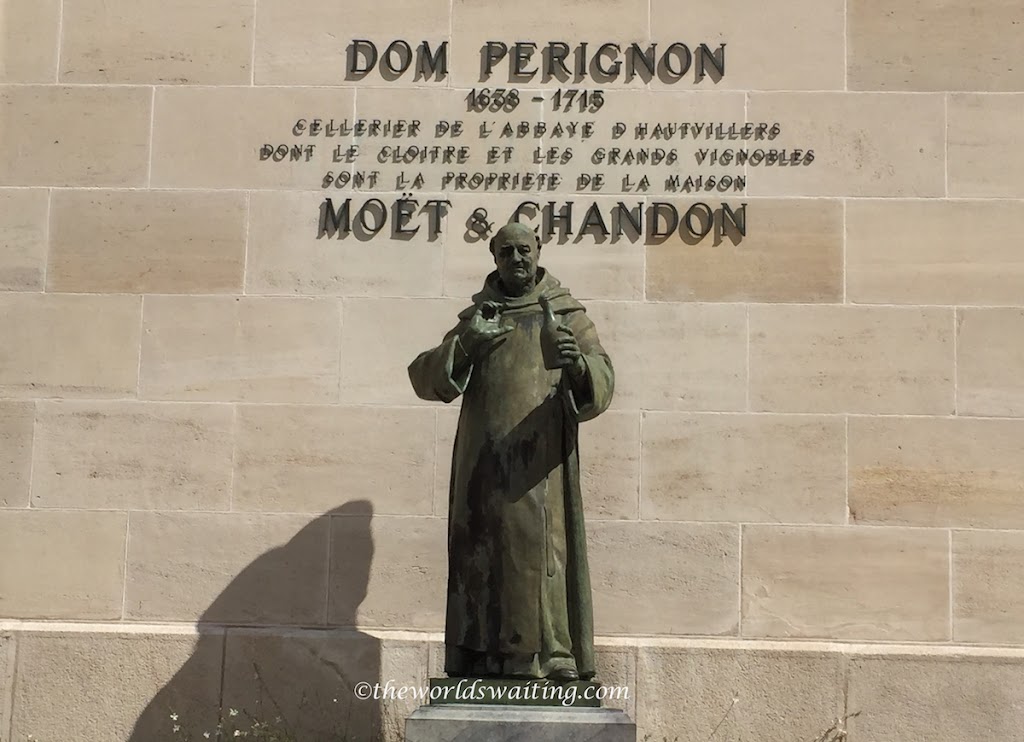 DOM PERIGNON
1638 - 1715
CELLERIER DE L'ABBAYE D'HAUTVILLERS
DONT LE CLOITRE ET LES GRANDS VIGNOBLES
SONT LA PROPRIETE DE LA MAISON
MOËT & CHANDON
©theworldswaiting.com